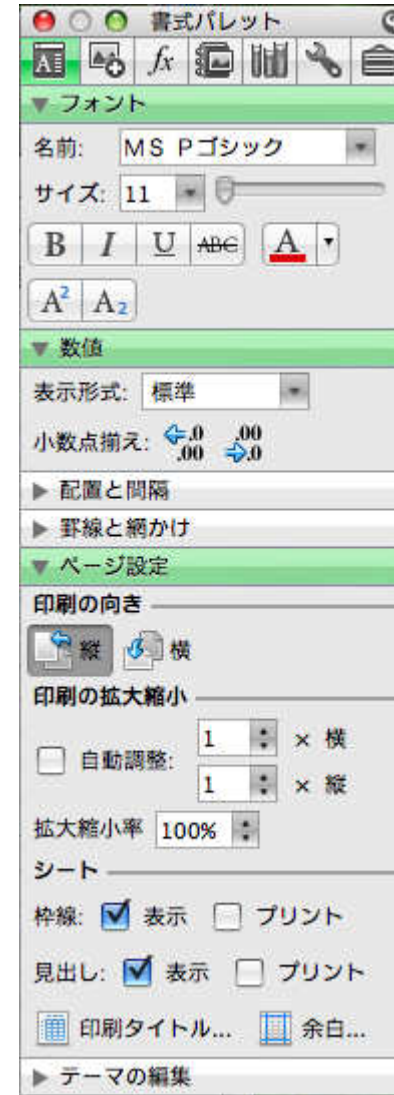 書式パレット
フォント
名前: MS Pゴシック
サイズ: 11
B I U ABC A
A² A₂
数値
表示形式: 標準
小数点揃え: .0 .00 .00 .0
配置と間隔
罫線と網かけ
ページ設定
印刷の向き
縦 横
印刷の拡大縮小
自動調整: 1 × 横
1 × 縦
拡大縮小率 100%
シート
枠線: 表示 プリント
見出し: 表示 プリント
印刷タイトル... 余白...
テーマの編集